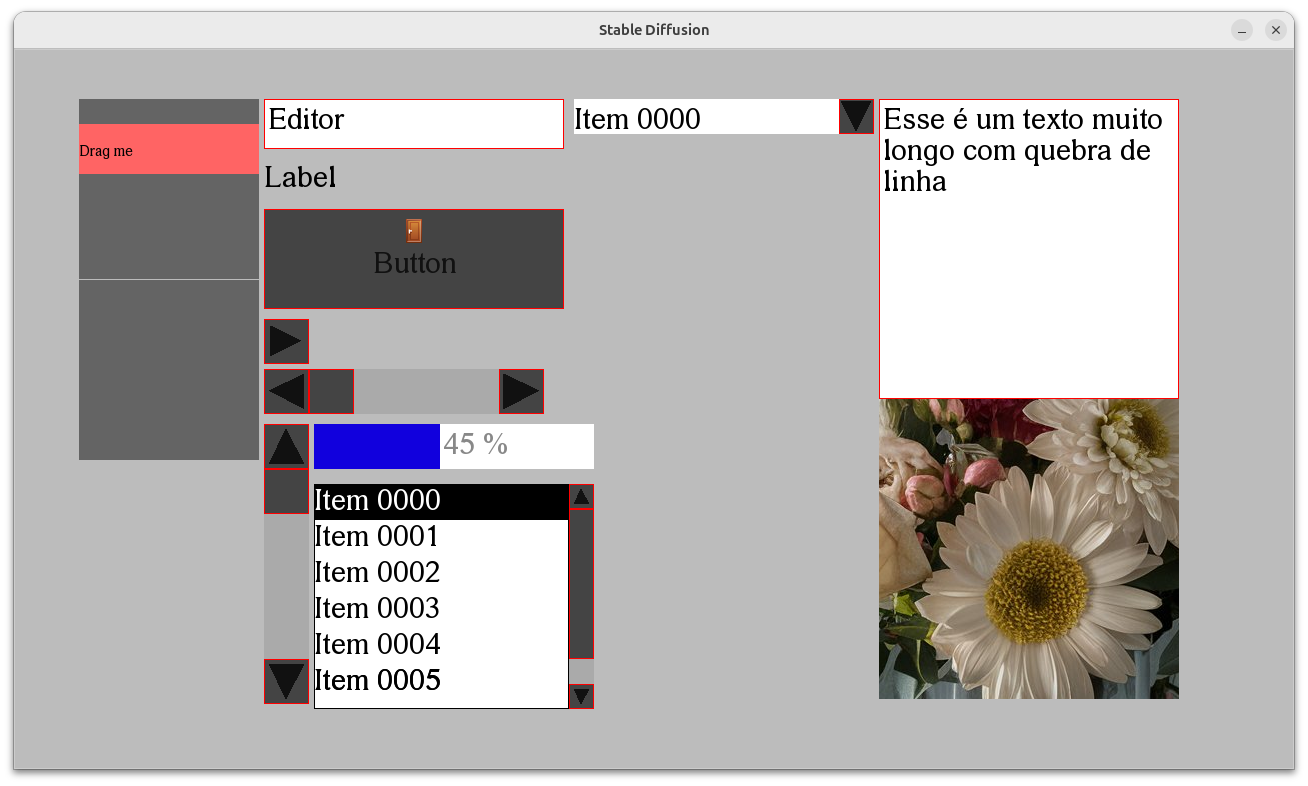 Stable Diffusion
Drag me
Editor
Item 0000
Esse é um texto muito
longo com quebra de
linha
Label
Button
45 %
Item 0000
Item 0001
Item 0002
Item 0003
Item 0004
Item 0005